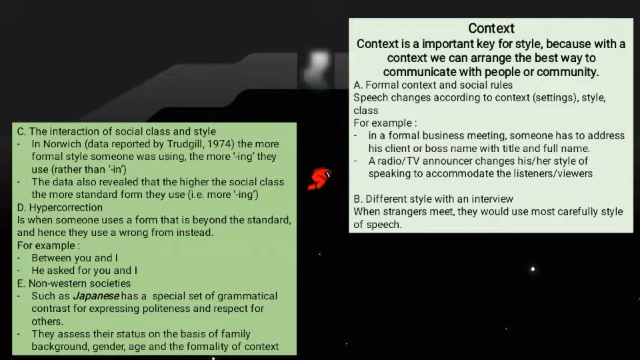 Context
Context is a important key for style, because with a
context we can arrange the best way to
communicate with people or community.
A. Formal context and social rules
Speech changes according to context (settings), style,
class
For example :
- in a formal business meeting, someone has to address
his client or boss name with title and full name.
- A radio/TV announcer changes his/her style of
speaking to accommodate the listeners/viewers
B. Different style with an interview
When strangers meet, they would use most carefully style
of speech.
C. The interaction of social class and style
- In Norwich (data reported by Trudgill, 1974) the more
formal style someone was using, the more '-ing' they
use (rather than '-in')
- The data also revealed that the higher the social class
the more standard form they use (i.e. more '-ing')
D. Hypercorrection
Is when someone uses a form that is beyond the standard,
and hence they use a wrong from instead.
For example :
- Between you and I
- He asked for you and I
E. Non-western societies
- Such as Japanese has a special set of grammatical
contrast for expressing politeness and respect for
others.
- They assess their status on the basis of family
background, gender, age and the formality of context